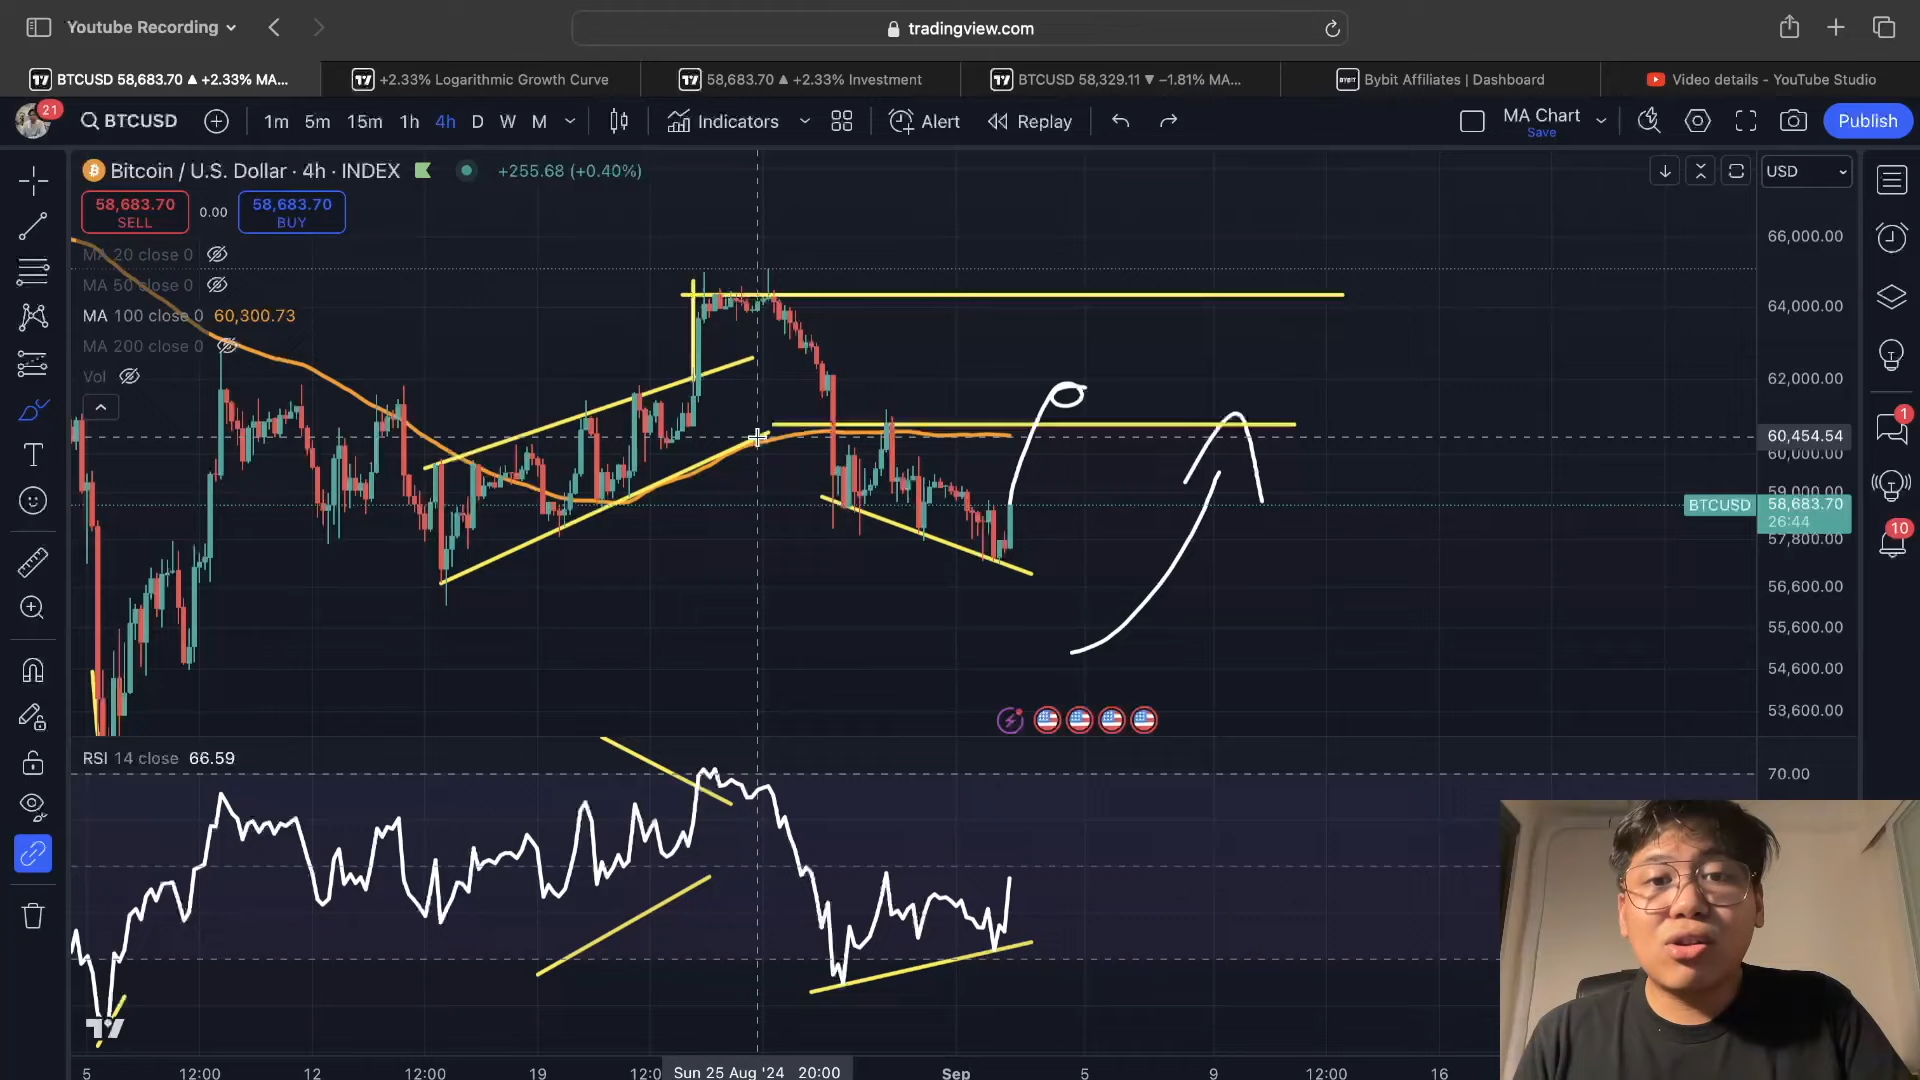 Youtube Recording
tradingview.com
BTCUSD 58,683.70 ▲ +2.33% MA...
+2.33% Logarithmic Growth Curve
58,683.70 ▲ +2.33% Investment
BTCUSD 58,329.11 ▼ −1.81% MA...
BYBIT Bybit Affiliates | Dashboard
Video details - YouTube Studio
21 BTCUSD 1m 5m 15m 1h 4h D W M Indicators Alert Replay MA Chart Save Publish
Bitcoin / U.S. Dollar · 4h · INDEX +255.68 (+0.40%)
USD
58,683.70 SELL 0.00 58,683.70 BUY
MA 20 close 0
MA 50 close 0
MA 100 close 0 60,300.73
MA 200 close 0
Vol
66,000.00
64,000.00
62,000.00
60,454.54
60,000.00
59,000.00
BTCUSD 58,683.70
26:44
57,800.00
56,600.00
55,600.00
54,600.00
53,600.00
1
10
RSI 14 close 66.59
70.00
5 12:00 12 12:00 19 12:0 Sun 25 Aug '24 20:00 Sep 5 9 12:00 16